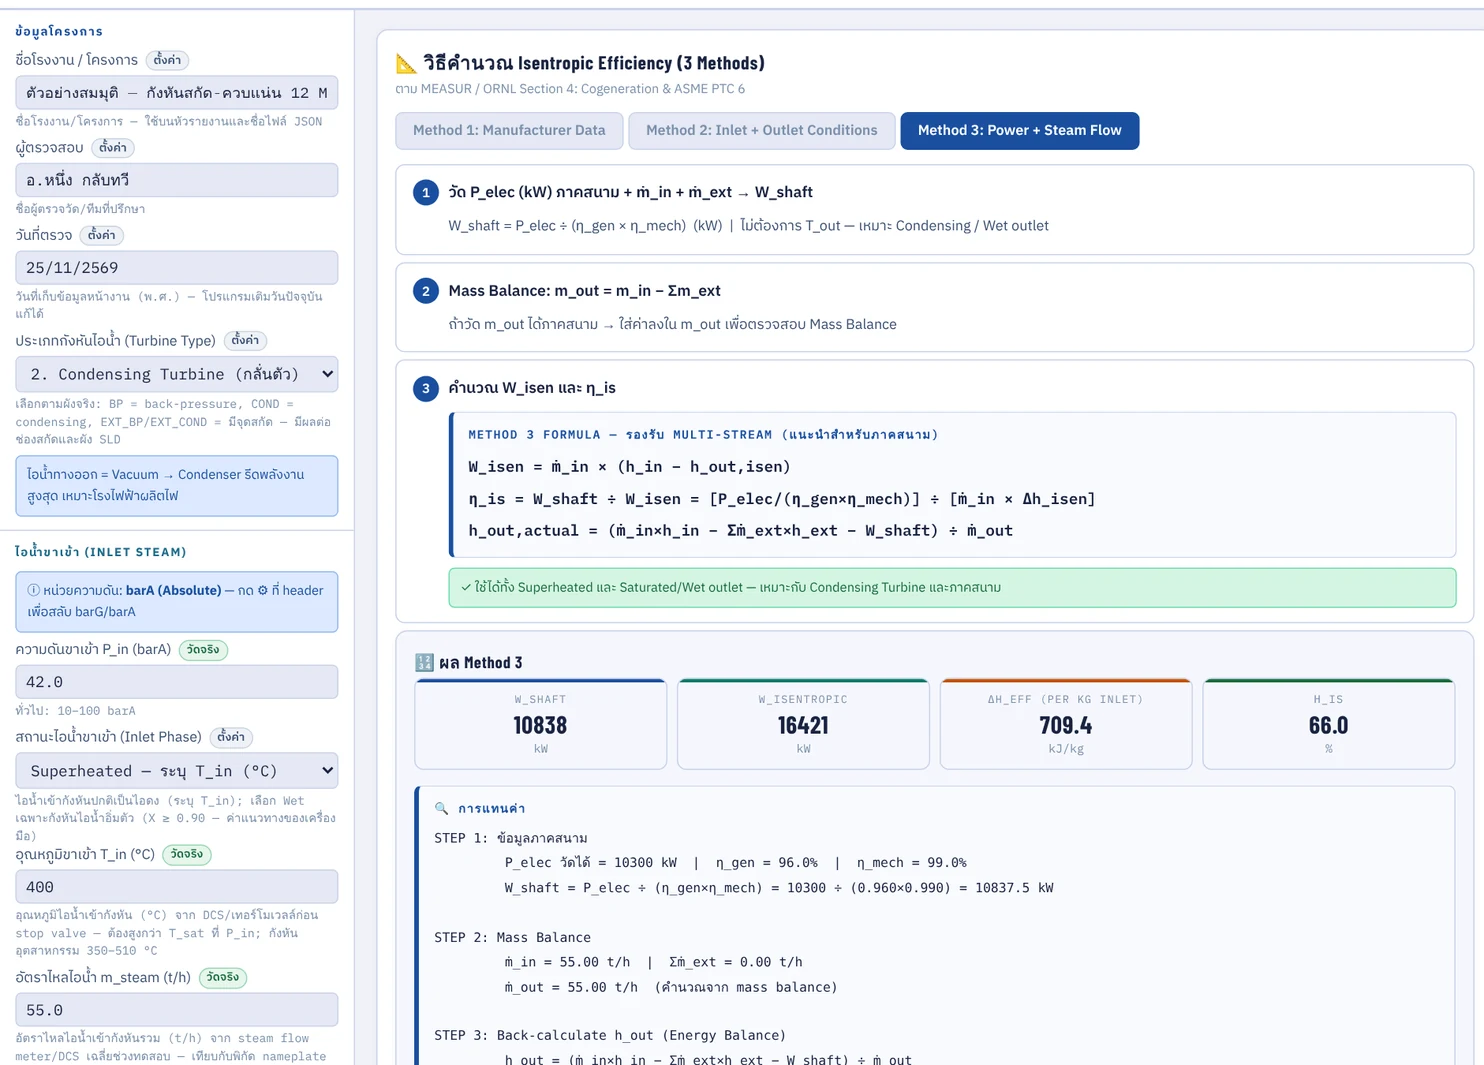 ข้อมูลโครงการ
ชื่อโรงงาน / โครงการ ตั้งค่า
ตัวอย่างสมมุติ — กังหันสกัด-ควบแน่น 12 M
ชื่อโรงงาน/โครงการ — ใช้บนหัวรายงานและชื่อไฟล์ JSON
ผู้ตรวจสอบ ตั้งค่า
อ.หนึ่ง กลับทวี
ชื่อผู้ตรวจวัด/ทีมที่ปรึกษา
วันที่ตรวจ ตั้งค่า
25/11/2569
วันที่เก็บข้อมูลหน้างาน (พ.ศ.) — โปรแกรมเติมวันปัจจุบัน
แก้ได้
ประเภทกังหันไอน้ำ (Turbine Type) ตั้งค่า
2. Condensing Turbine (กลั่นตัว)
เลือกตามผังจริง: BP = back-pressure, COND =
condensing, EXT_BP/EXT_COND = มีจุดสกัด — มีผลต่อ
ช่องสกัดและผัง SLD
ไอน้ำทางออก = Vacuum → Condenser รีดพลังงาน
สูงสุด เหมาะโรงไฟฟ้าผลิตไฟ
ไอน้ำขาเข้า (INLET STEAM)
ⓘ หน่วยความดัน: barA (Absolute) — กด ⚙ ที่ header
เพื่อสลับ barG/barA
ความดันขาเข้า P_in (barA) วัดจริง
42.0
ทั่วไป: 10–100 barA
สถานะไอน้ำขาเข้า (Inlet Phase) ตั้งค่า
Superheated — ระบุ T_in (°C)
ไอน้ำเข้ากังหันปกติเป็นไอดง (ระบุ T_in); เลือก Wet
เฉพาะกังหันไอน้ำอิ่มตัว (X ≥ 0.90 — ค่าแนวทางของเครื่อง
มือ)
อุณหภูมิขาเข้า T_in (°C) วัดจริง
400
อุณหภูมิไอน้ำเข้ากังหัน (°C) จาก DCS/เทอร์โมเวลล์ก่อน
stop valve — ต้องสูงกว่า T_sat ที่ P_in; กังหัน
อุตสาหกรรม 350–510 °C
อัตราไหลไอน้ำ m_steam (t/h) วัดจริง
55.0
อัตราไหลไอน้ำเข้ากังหันรวม (t/h) จาก steam flow
meter/DCS เฉลี่ยช่วงทดสอบ — เทียบกับพิกัด nameplate
📐 วิธีคำนวณ Isentropic Efficiency (3 Methods)
ตาม MEASUR / ORNL Section 4: Cogeneration & ASME PTC 6
Method 1: Manufacturer Data
Method 2: Inlet + Outlet Conditions
Method 3: Power + Steam Flow
1 วัด P_elec (kW) ภาคสนาม + ṁ_in + ṁ_ext → W_shaft
W_shaft = P_elec ÷ (η_gen × η_mech) (kW) | ไม่ต้องการ T_out — เหมาะ Condensing / Wet outlet
2 Mass Balance: m_out = m_in − Σm_ext
ถ้าวัด m_out ได้ภาคสนาม → ใส่ค่าลงใน m_out เพื่อตรวจสอบ Mass Balance
3 คำนวณ W_isen และ η_is
METHOD 3 FORMULA — รองรับ MULTI-STREAM (แนะนำสำหรับภาคสนาม)
W_isen = ṁ_in × (h_in − h_out,isen)
η_is = W_shaft ÷ W_isen = [P_elec/(η_gen×η_mech)] ÷ [ṁ_in × Δh_isen]
h_out,actual = (ṁ_in×h_in − Σṁ_ext×h_ext − W_shaft) ÷ ṁ_out
✓ ใช้ได้ทั้ง Superheated และ Saturated/Wet outlet — เหมาะกับ Condensing Turbine และภาคสนาม
🔢 ผล Method 3
W_SHAFT
10838
kW
W_ISENTROPIC
16421
kW
ΔH_EFF (PER KG INLET)
709.4
kJ/kg
Η_IS
66.0
%
🔍 การแทนค่า
STEP 1: ข้อมูลภาคสนาม
P_elec วัดได้ = 10300 kW | η_gen = 96.0% | η_mech = 99.0%
W_shaft = P_elec ÷ (η_gen×η_mech) = 10300 ÷ (0.960×0.990) = 10837.5 kW
STEP 2: Mass Balance
ṁ_in = 55.00 t/h | Σṁ_ext = 0.00 t/h
ṁ_out = 55.00 t/h (คำนวณจาก mass balance)
STEP 3: Back-calculate h_out (Energy Balance)
h_out = (ṁ_in×h_in − Σṁ_ext×h_ext − W_shaft) ÷ ṁ_out